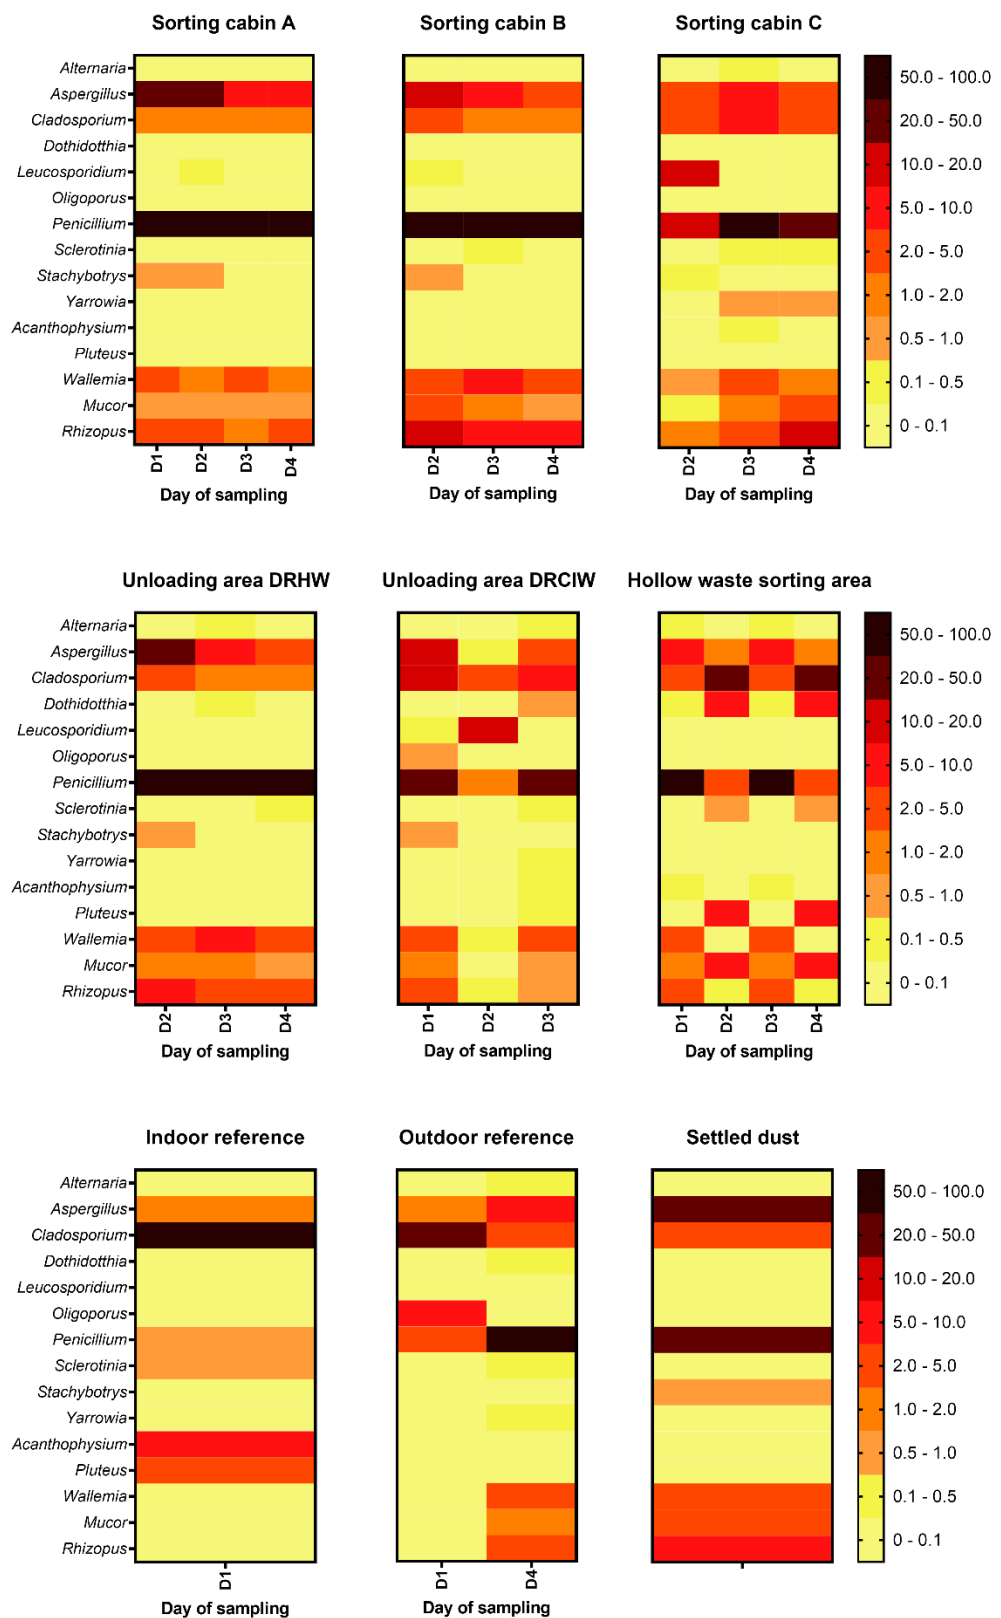 Sorting cabin A
Sorting cabin B
Sorting cabin C
Alternaria
Aspergillus
Cladosporium
Dothidotthia
Leucosporidium
Oligoporus
Penicillium
Sclerotinia
Stachybotrys
Yarrowia
Acanthophysium
Pluteus
Wallemia
Mucor
Rhizopus
50.0 - 100.0
20.0 - 50.0
10.0 - 20.0
5.0 - 10.0
2.0 - 5.0
1.0 - 2.0
0.5 - 1.0
0.1 - 0.5
0 - 0.1
D1 D2 D3 D4
D2 D3 D4
D2 D3 D4
Day of sampling
Day of sampling
Day of sampling
Unloading area DRHW
Unloading area DRCIW
Hollow waste sorting area
Alternaria
Aspergillus
Cladosporium
Dothidotthia
Leucosporidium
Oligoporus
Penicillium
Sclerotinia
Stachybotrys
Yarrowia
Acanthophysium
Pluteus
Wallemia
Mucor
Rhizopus
50.0 - 100.0
20.0 - 50.0
10.0 - 20.0
5.0 - 10.0
2.0 - 5.0
1.0 - 2.0
0.5 - 1.0
0.1 - 0.5
0 - 0.1
D2 D3 D4
D1 D2 D3
D1 D2 D3 D4
Day of sampling
Day of sampling
Day of sampling
Indoor reference
Outdoor reference
Settled dust
Alternaria
Aspergillus
Cladosporium
Dothidotthia
Leucosporidium
Oligoporus
Penicillium
Sclerotinia
Stachybotrys
Yarrowia
Acanthophysium
Pluteus
Wallemia
Mucor
Rhizopus
50.0 - 100.0
20.0 - 50.0
10.0 - 20.0
5.0 - 10.0
2.0 - 5.0
1.0 - 2.0
0.5 - 1.0
0.1 - 0.5
0 - 0.1
D1
D1 D4
Day of sampling
Day of sampling